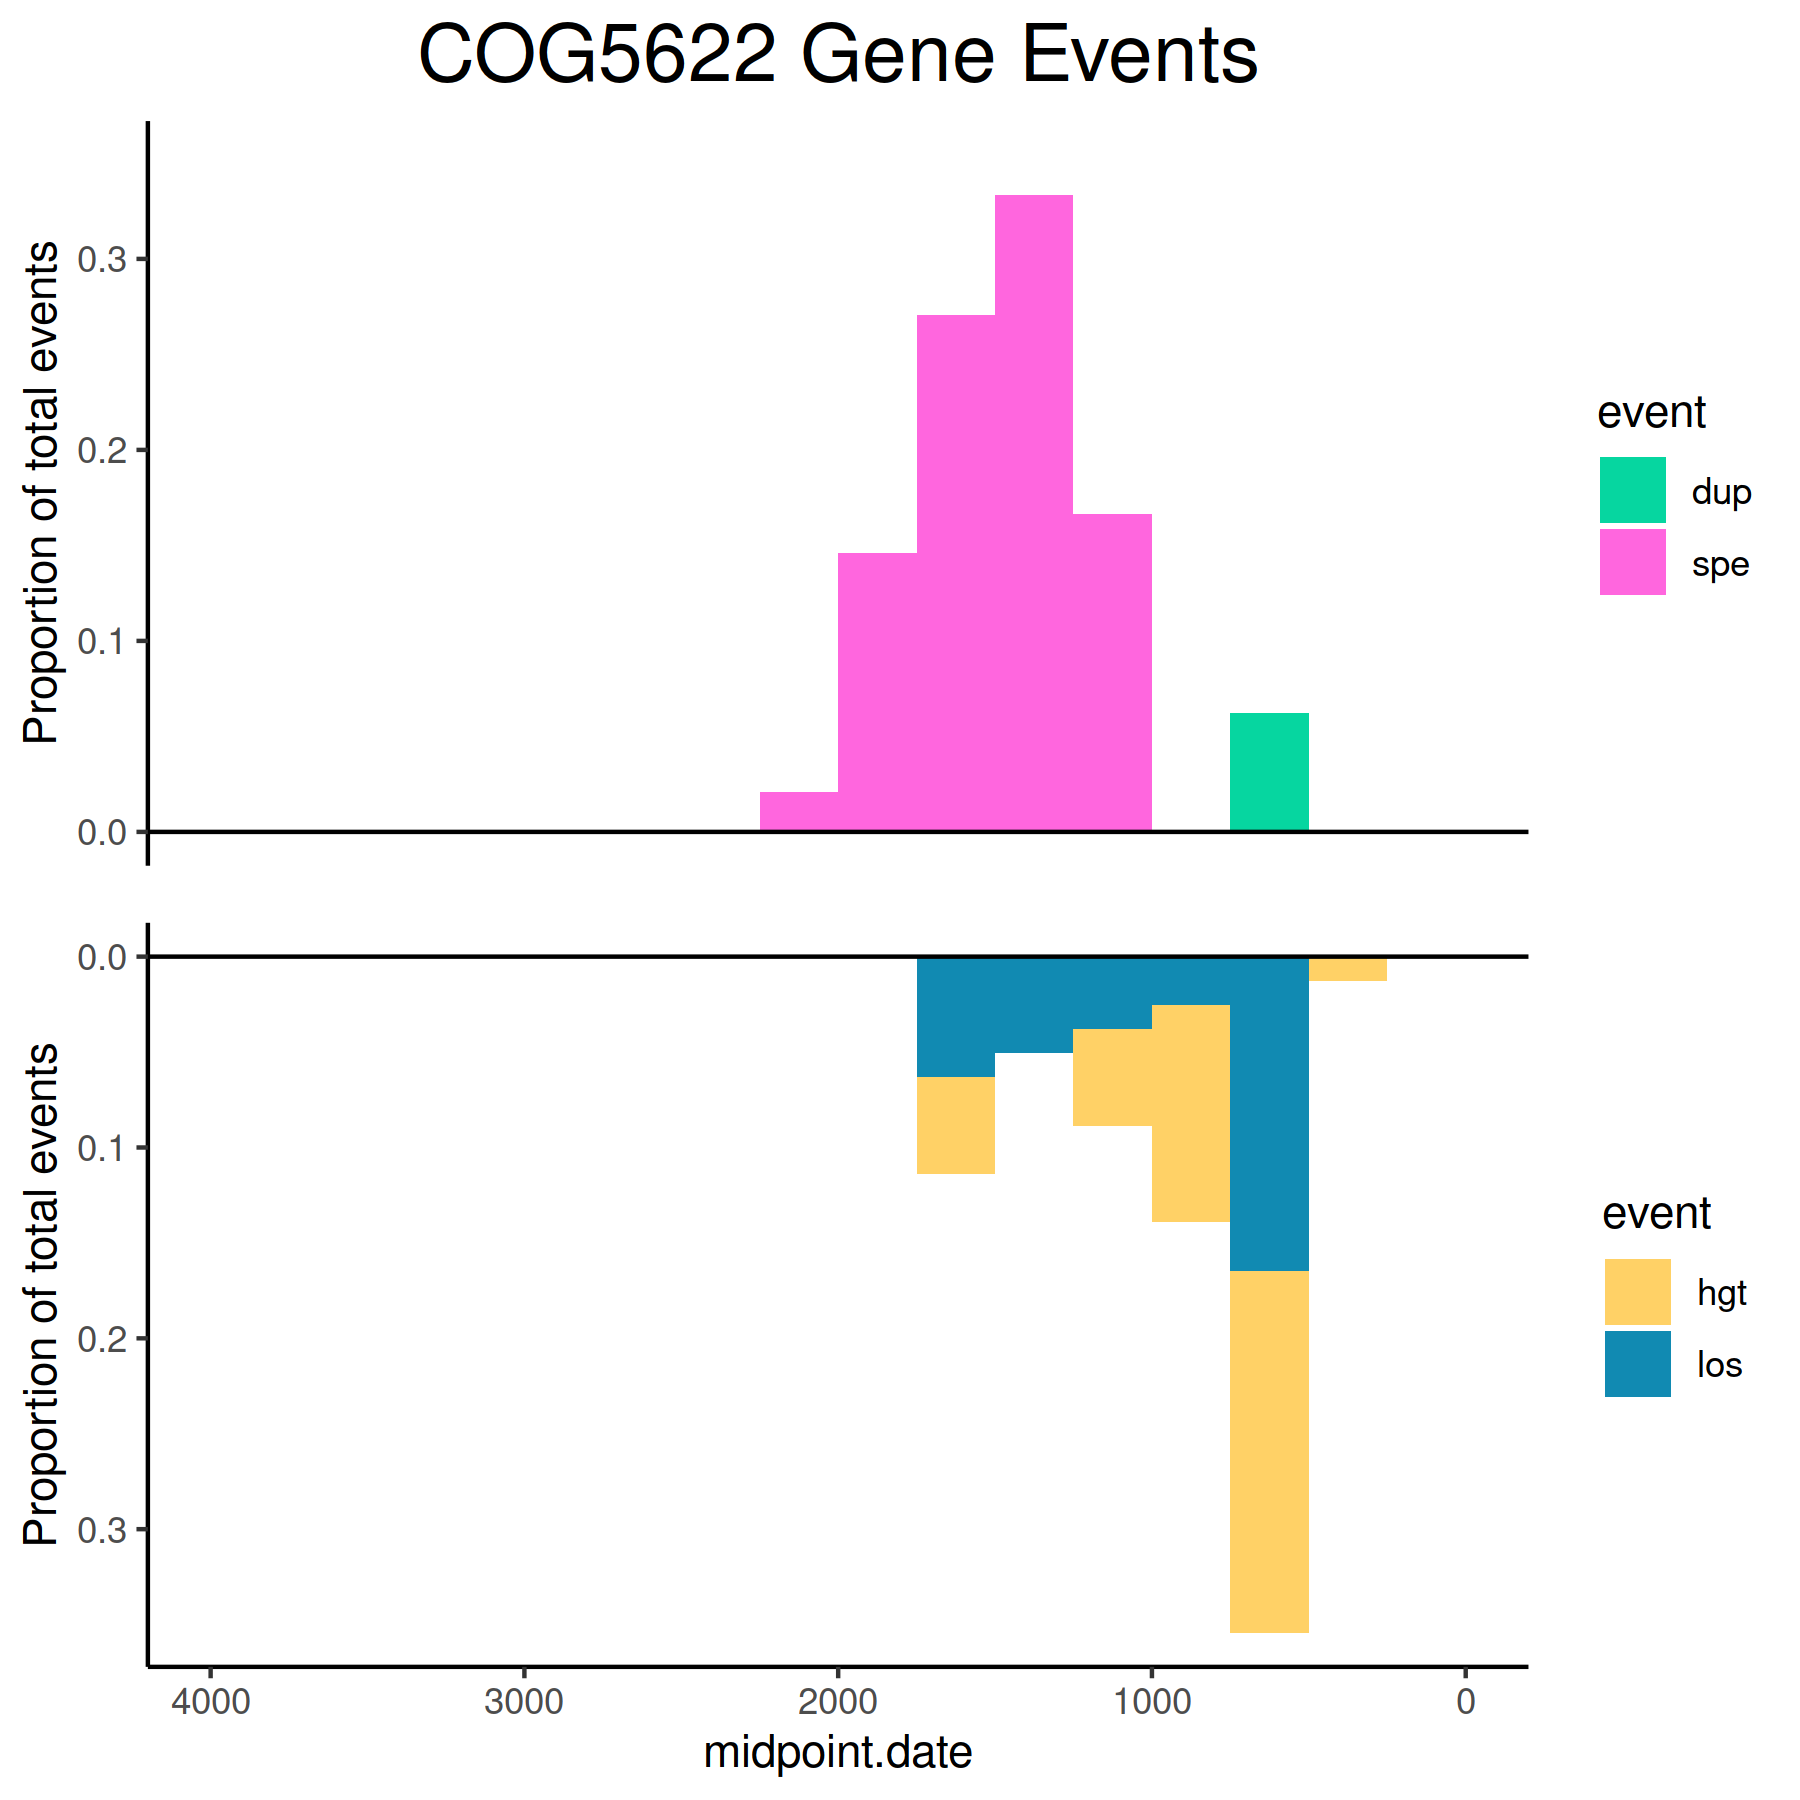 COG5622 Gene Events
Proportion of total events
0.3
0.2
0.1
0.0
event
dup
spe
Proportion of total events
0.0
0.1
0.2
0.3
event
hgt
los
4000 3000 2000 1000 0
midpoint.date